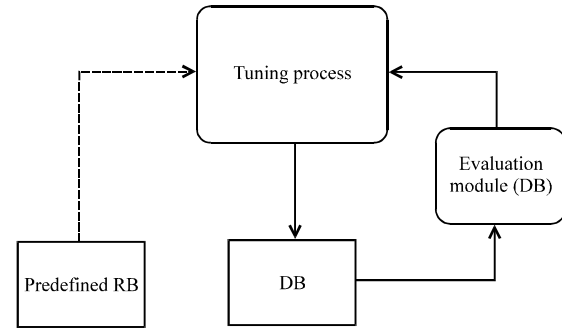 Tuning process
Evaluation
module (DB)
Predefined RB
DB